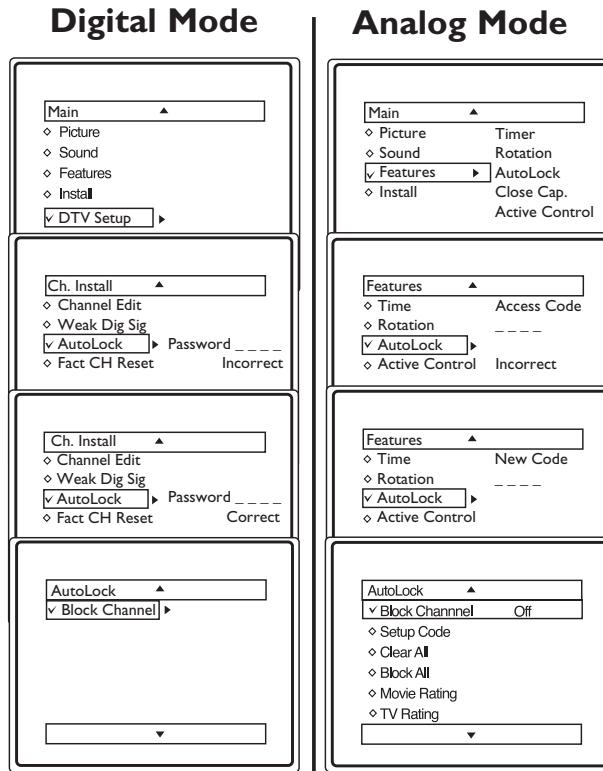 Digital Mode
Main
Picture
Sound
Features
Install
DTV Setup
Ch. Install
Channel Edit
Weak Dig Sig
AutoLock Password _ _ _ _
Fact CH Reset Incorrect
Ch. Install
Channel Edit
Weak Dig Sig
AutoLock Password _ _ _ _
Fact CH Reset Correct
AutoLock
Block Channel
Analog Mode
Main
Picture Timer
Sound Rotation
Features AutoLock
Install Close Cap.
Active Control
Features
Time Access Code
Rotation _ _ _ _
AutoLock
Active Control Incorrect
Features
Time New Code
Rotation _ _ _ _
AutoLock
Active Control
AutoLock
Block Channnel Off
Setup Code
Clear All
Block All
Movie Rating
TV Rating